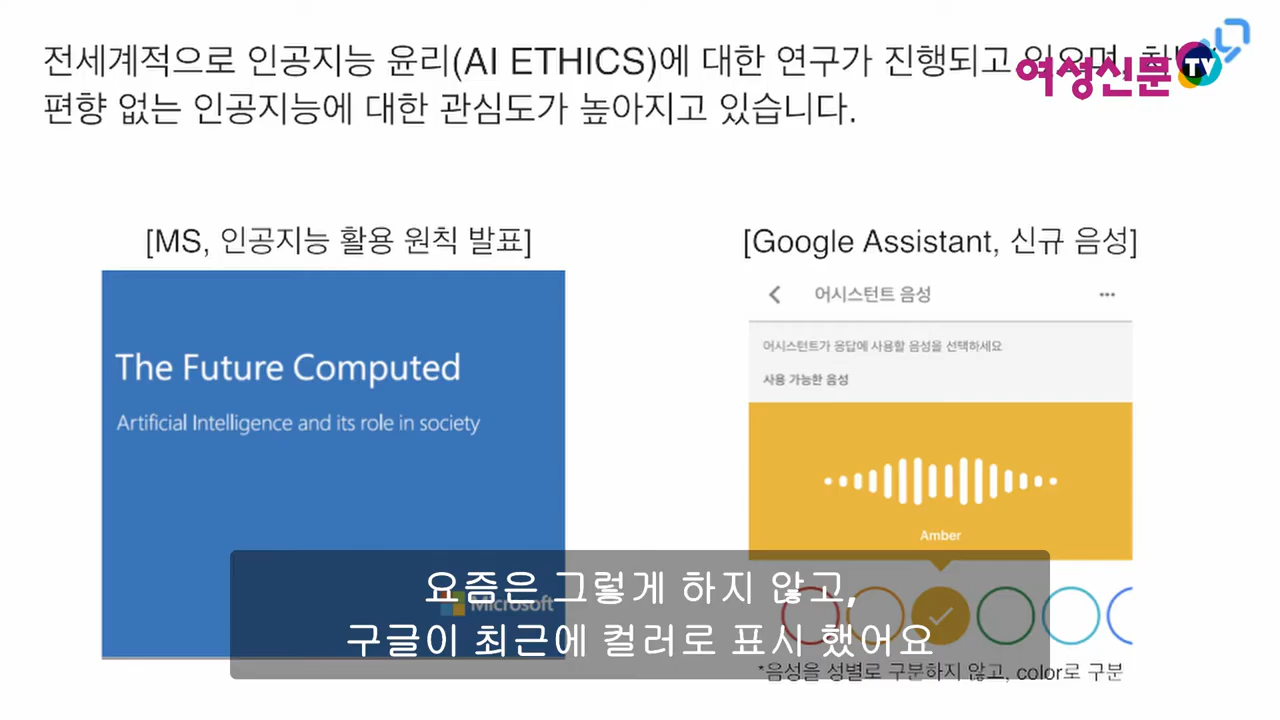 전세계적으로 인공지능 윤리(AI ETHICS)에 대한 연구가 진행되고 있으며,
여성신문 TV
편향 없는 인공지능에 대한 관심도가 높아지고 있습니다.
[MS, 인공지능 활용 원칙 발표]
The Future Computed
Artificial Intelligence and its role in society
Microsoft
[Google Assistant, 신규 음성]
어시스턴트 음성
어시스턴트가 응답에 사용할 음성을 선택하세요
사용 가능한 음성
Amber
*음성을 성별로 구분하지 않고, color로 구분
요즘은 그렇게 하지 않고,
구글이 최근에 컬러로 표시 했어요